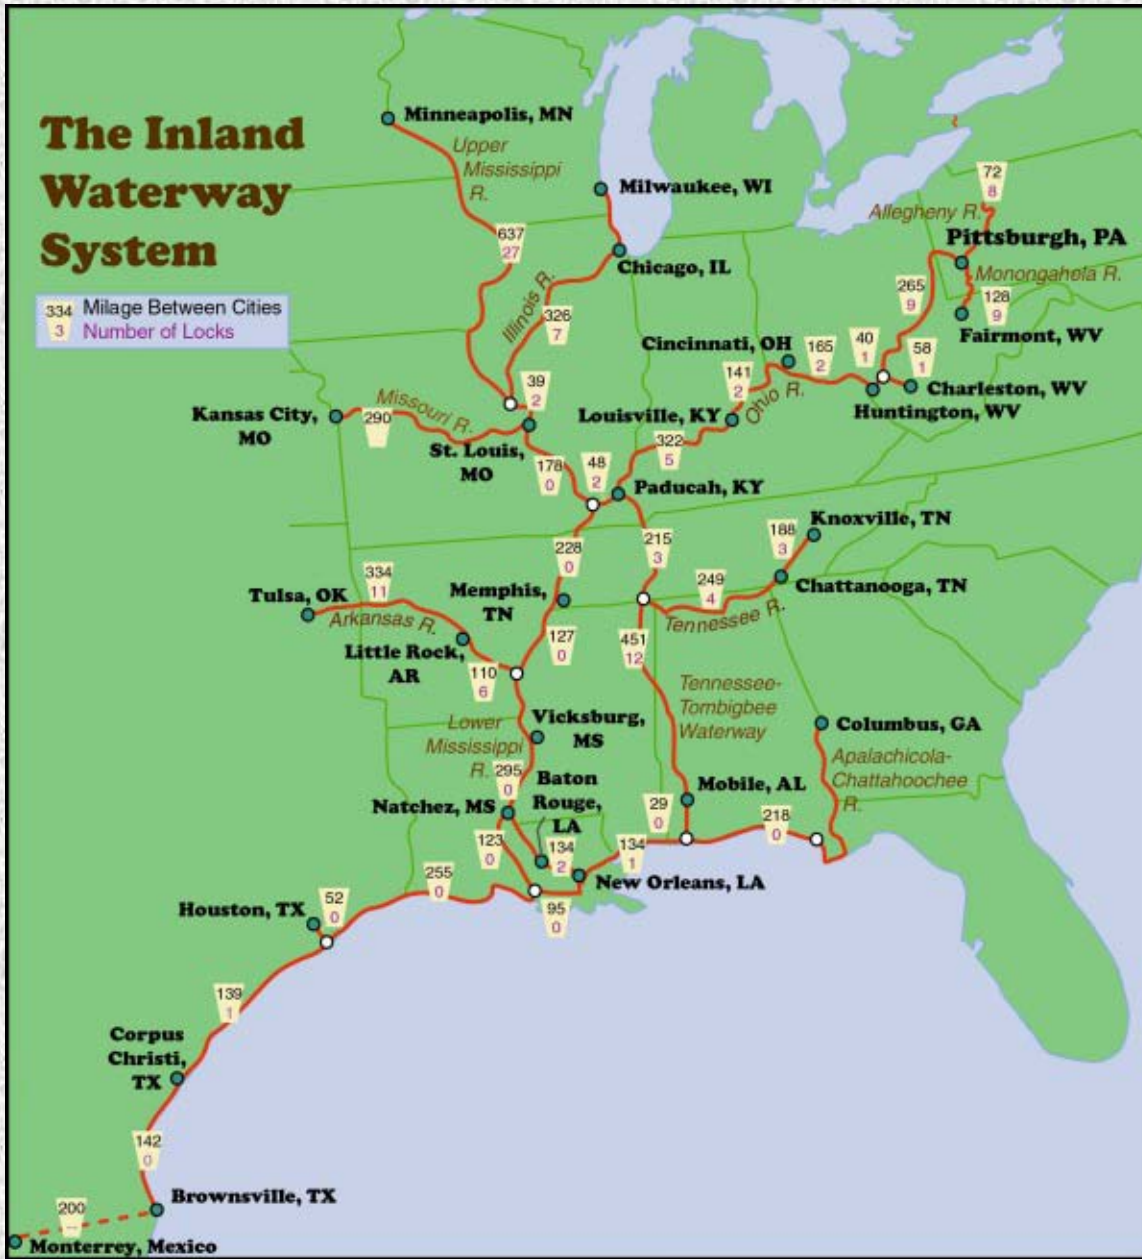 The Inland
Waterway
System
334 Milage Between Cities
3 Number of Locks
Minneapolis, MN
Upper
Mississippi
R.
Milwaukee, WI
637
27
Chicago, IL
Illinois R.
326
7
72
8
Allegheny R.
Pittsburgh, PA
Monongahela R.
265
9
128
9
Fairmont, WV
Cincinnati, OH
165
2
40
1
58
1
Charleston, WV
Huntington, WV
141
2
Louisville, KY
Ohio R.
39
2
Kansas City,
MO
290
Missouri R.
St. Louis,
MO
178
0
48
2
322
5
Paducah, KY
Knoxville, TN
188
3
Chattanooga, TN
228
0
215
3
249
4
Tennessee R.
Tulsa, OK
334
11
Arkansas R.
Memphis,
TN
Little Rock,
AR
127
0
451
12
110
6
Tennessee-
Tombigbee
Waterway
Lower
Mississippi
R.
Vicksburg,
MS
Columbus, GA
Apalachicola-
Chattahoochee
R.
295
0
Natchez, MS
Baton
Rouge,
LA
Mobile, AL
29
0
218
0
123
0
134
2
134
1
New Orleans, LA
255
0
95
0
Houston, TX
52
0
139
1
Corpus
Christi,
TX
142
0
Brownsville, TX
200
--
Monterrey, Mexico